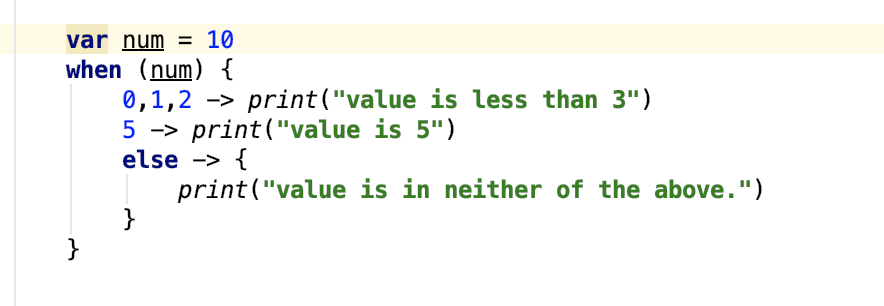 var num = 10
when (num) {
0,1,2 -> print("value is less than 3")
5 -> print("value is 5")
else -> {
print("value is in neither of the above.")
}
}